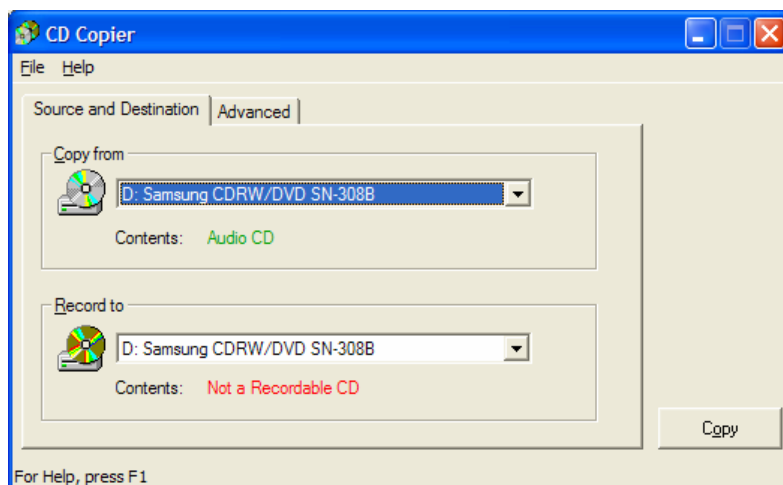 CD Copier
File Help
Source and Destination Advanced
Copy from
D: Samsung CDRW/DVD SN-308B
Contents: Audio CD
Record to
D: Samsung CDRW/DVD SN-308B
Contents: Not a Recordable CD
Copy
For Help, press F1